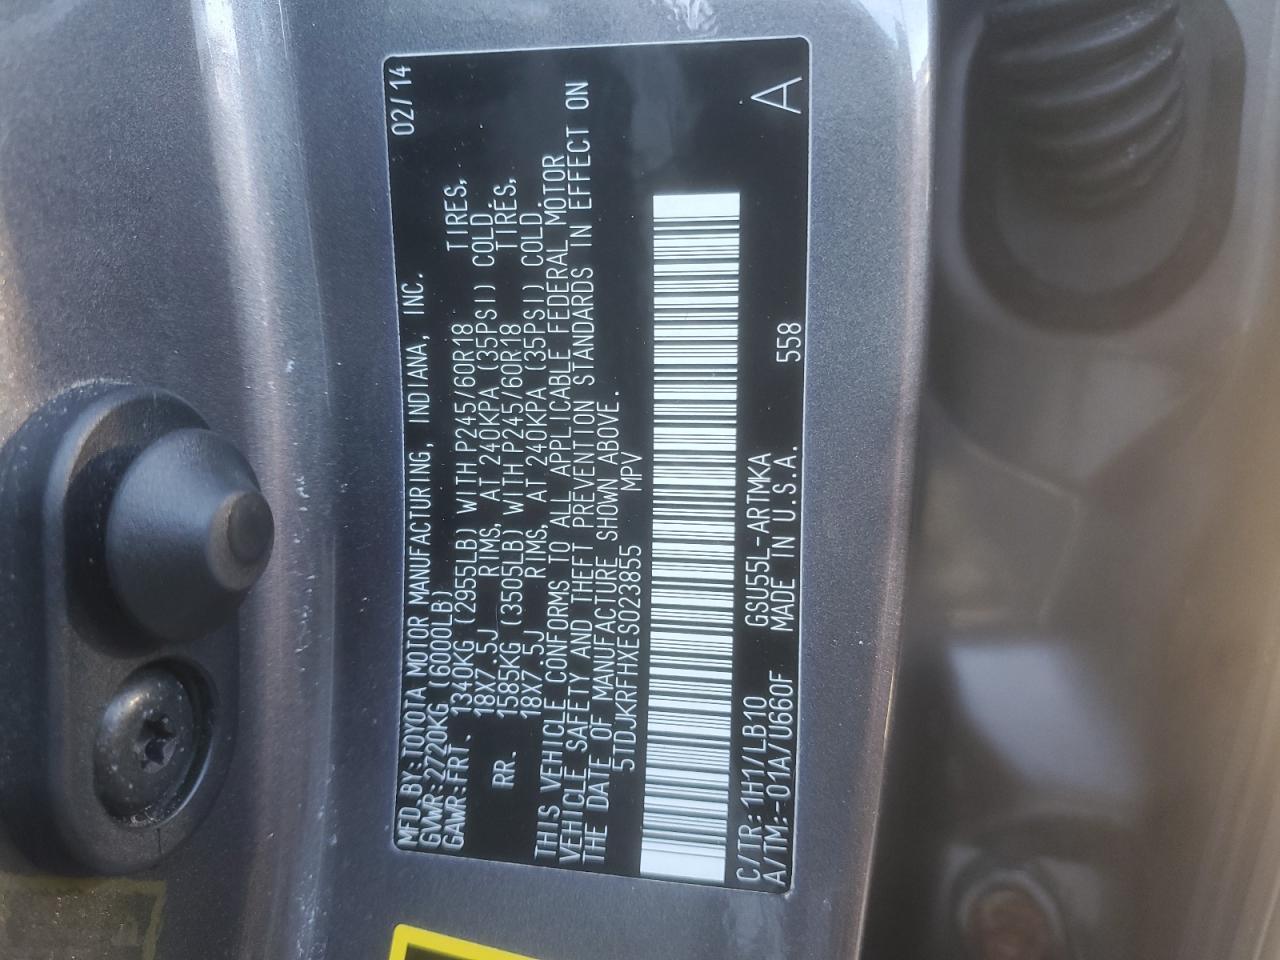 MFD.BY:TOYOTA MOTOR MANUFACTURING, INDIANA, INC. 02/14
GVWR:2720KG (6000LB)
GAWR:FRT. 1340KG (2955LB) WITH P245/60R18 TIRES,
18X7.5J RIMS, AT 240KPA (35PSI) COLD
RR. 1585KG (3505LB) WITH P245/60R18 TIRES,
18X7.5J RIMS, AT 240KPA (35PSI) COLD.
THIS VEHICLE CONFORMS TO ALL APPLICABLE FEDERAL MOTOR
VEHICLE SAFETY AND THEFT PREVENTION STANDARDS IN EFFECT ON
THE DATE OF MANUFACTURE SHOWN ABOVE.
5TDJKRFHXES023855 MPV
C/TR:1H1/LB10 GSU55L-ARTMKA A
A/TM:-01A/U660F MADE IN U.S.A. 558